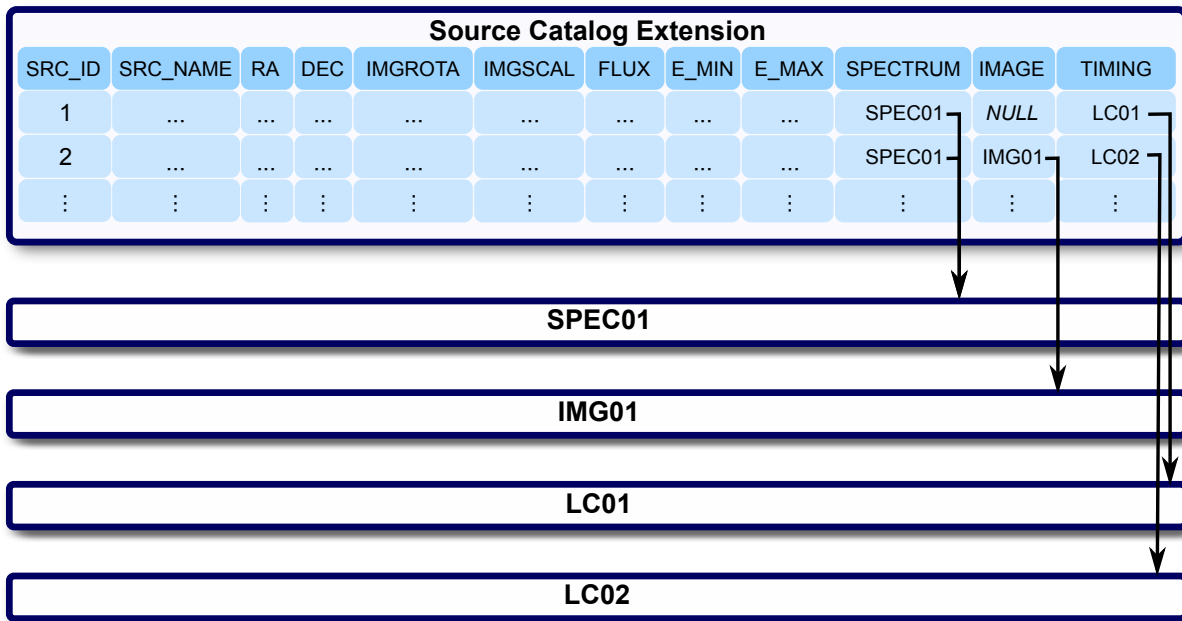 Source Catalog Extension
SRC_ID SRC_NAME RA DEC IMGROTA IMGSCAL FLUX E_MIN E_MAX SPECTRUM IMAGE TIMING
1 ... ... ... ... ... ... ... ... SPEC01 NULL LC01
2 ... ... ... ... ... ... ... ... SPEC01 IMG01 LC02
⋮ ⋮ ⋮ ⋮ ⋮ ⋮ ⋮ ⋮ ⋮ ⋮ ⋮ ⋮
SPEC01
IMG01
LC01
LC02